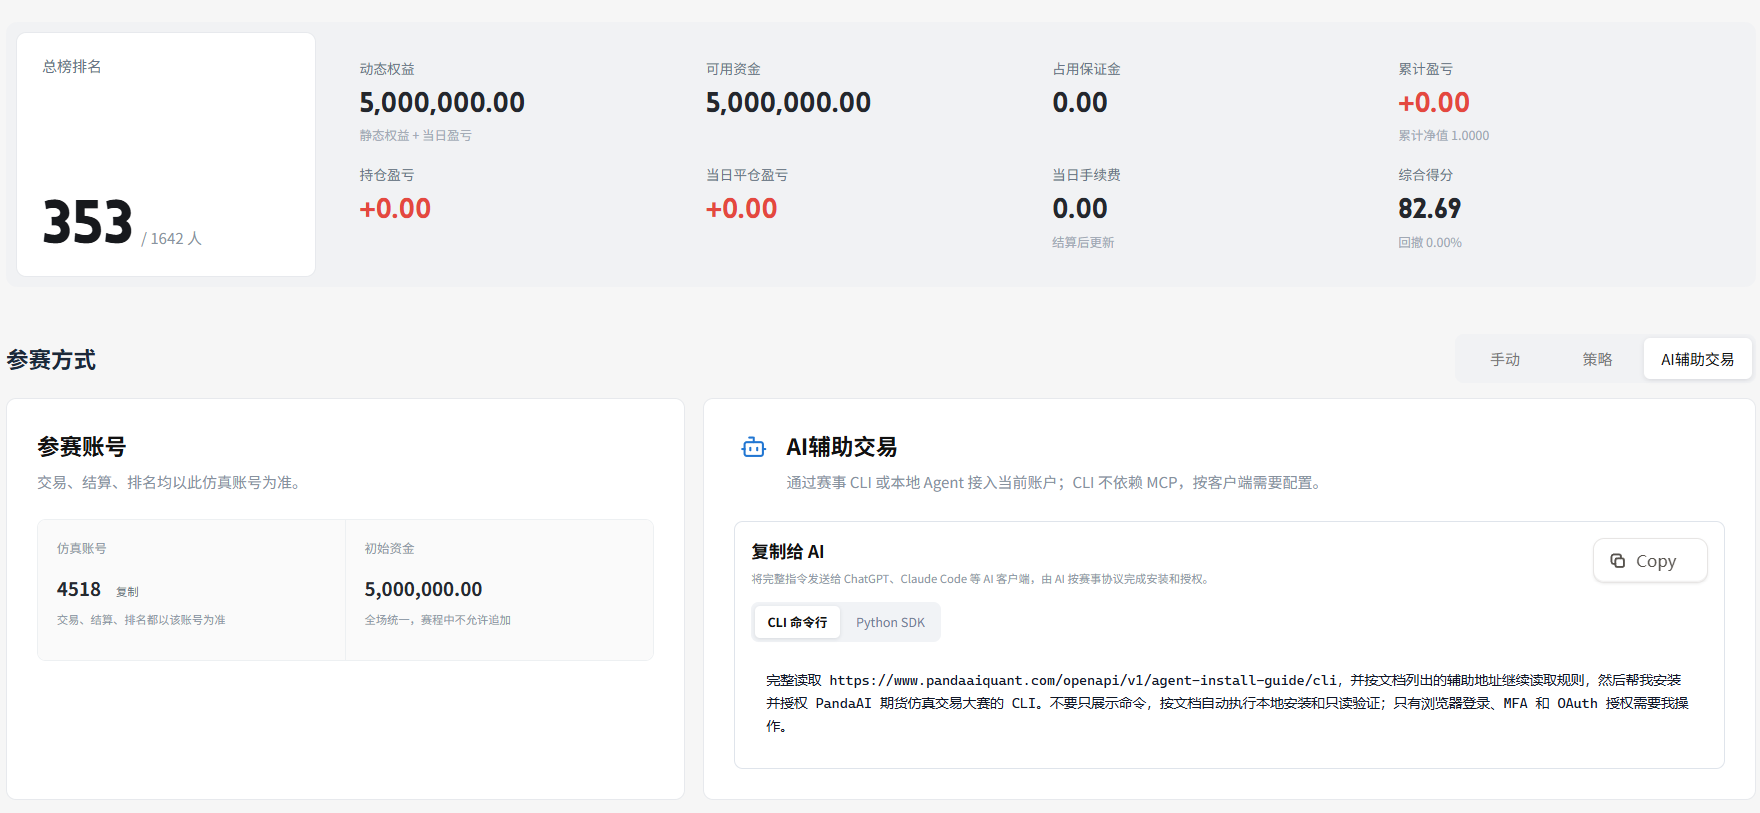 总榜排名
353 / 1642 人
动态权益
5,000,000.00
静态权益 + 当日盈亏
可用资金
5,000,000.00
占用保证金
0.00
累计盈亏
+0.00
累计净值 1.0000
持仓盈亏
+0.00
当日平仓盈亏
+0.00
当日手续费
0.00
结算后更新
综合得分
82.69
回撤 0.00%
参赛方式
手动
策略
AI辅助交易
参赛账号
交易、结算、排名均以此仿真账号为准。
仿真账号
4518 复制
交易、结算、排名都以该账号为准
初始资金
5,000,000.00
全场统一，赛程中不允许追加
AI辅助交易
通过赛事 CLI 或本地 Agent 接入当前账户；CLI 不依赖 MCP，按客户端需要配置。
复制给 AI
将完整指令发送给 ChatGPT、Claude Code 等 AI 客户端，由 AI 按赛事协议完成安装和授权。
Copy
CLI 命令行
Python SDK
完整读取 https://www.pandaaiquant.com/openapi/v1/agent-install-guide/cli，并按文档列出的辅助地址继续读取规则，然后帮我安装
并授权 PandaAI 期货仿真交易大赛的 CLI。不要只展示命令，按文档自动执行本地安装和只读验证；只有浏览器登录、MFA 和 OAuth 授权需要我操
作。